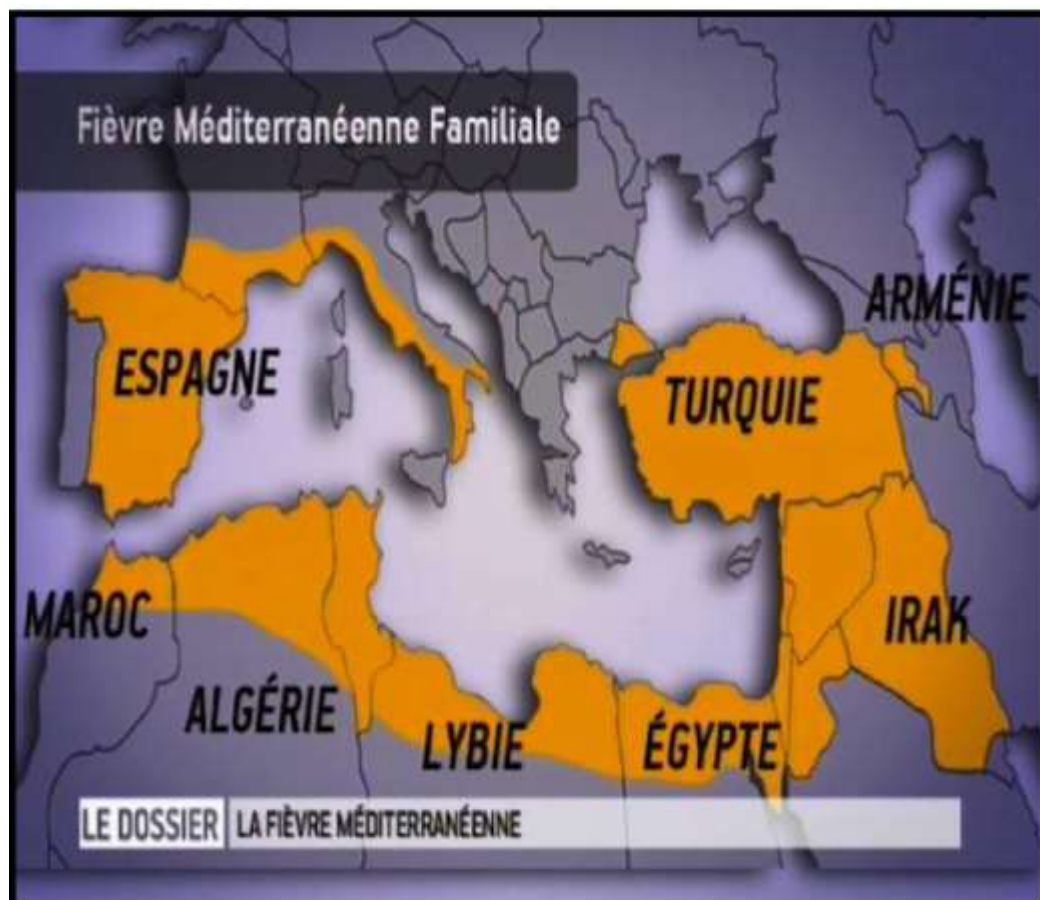 Fièvre Méditerranéenne Familiale
ARMÉNIE
ESPAGNE
TURQUIE
MAROC
IRAK
ALGÉRIE
LYBIE
ÉGYPTE
LE DOSSIER
LA FIÈVRE MÉDITERRANÉENNE